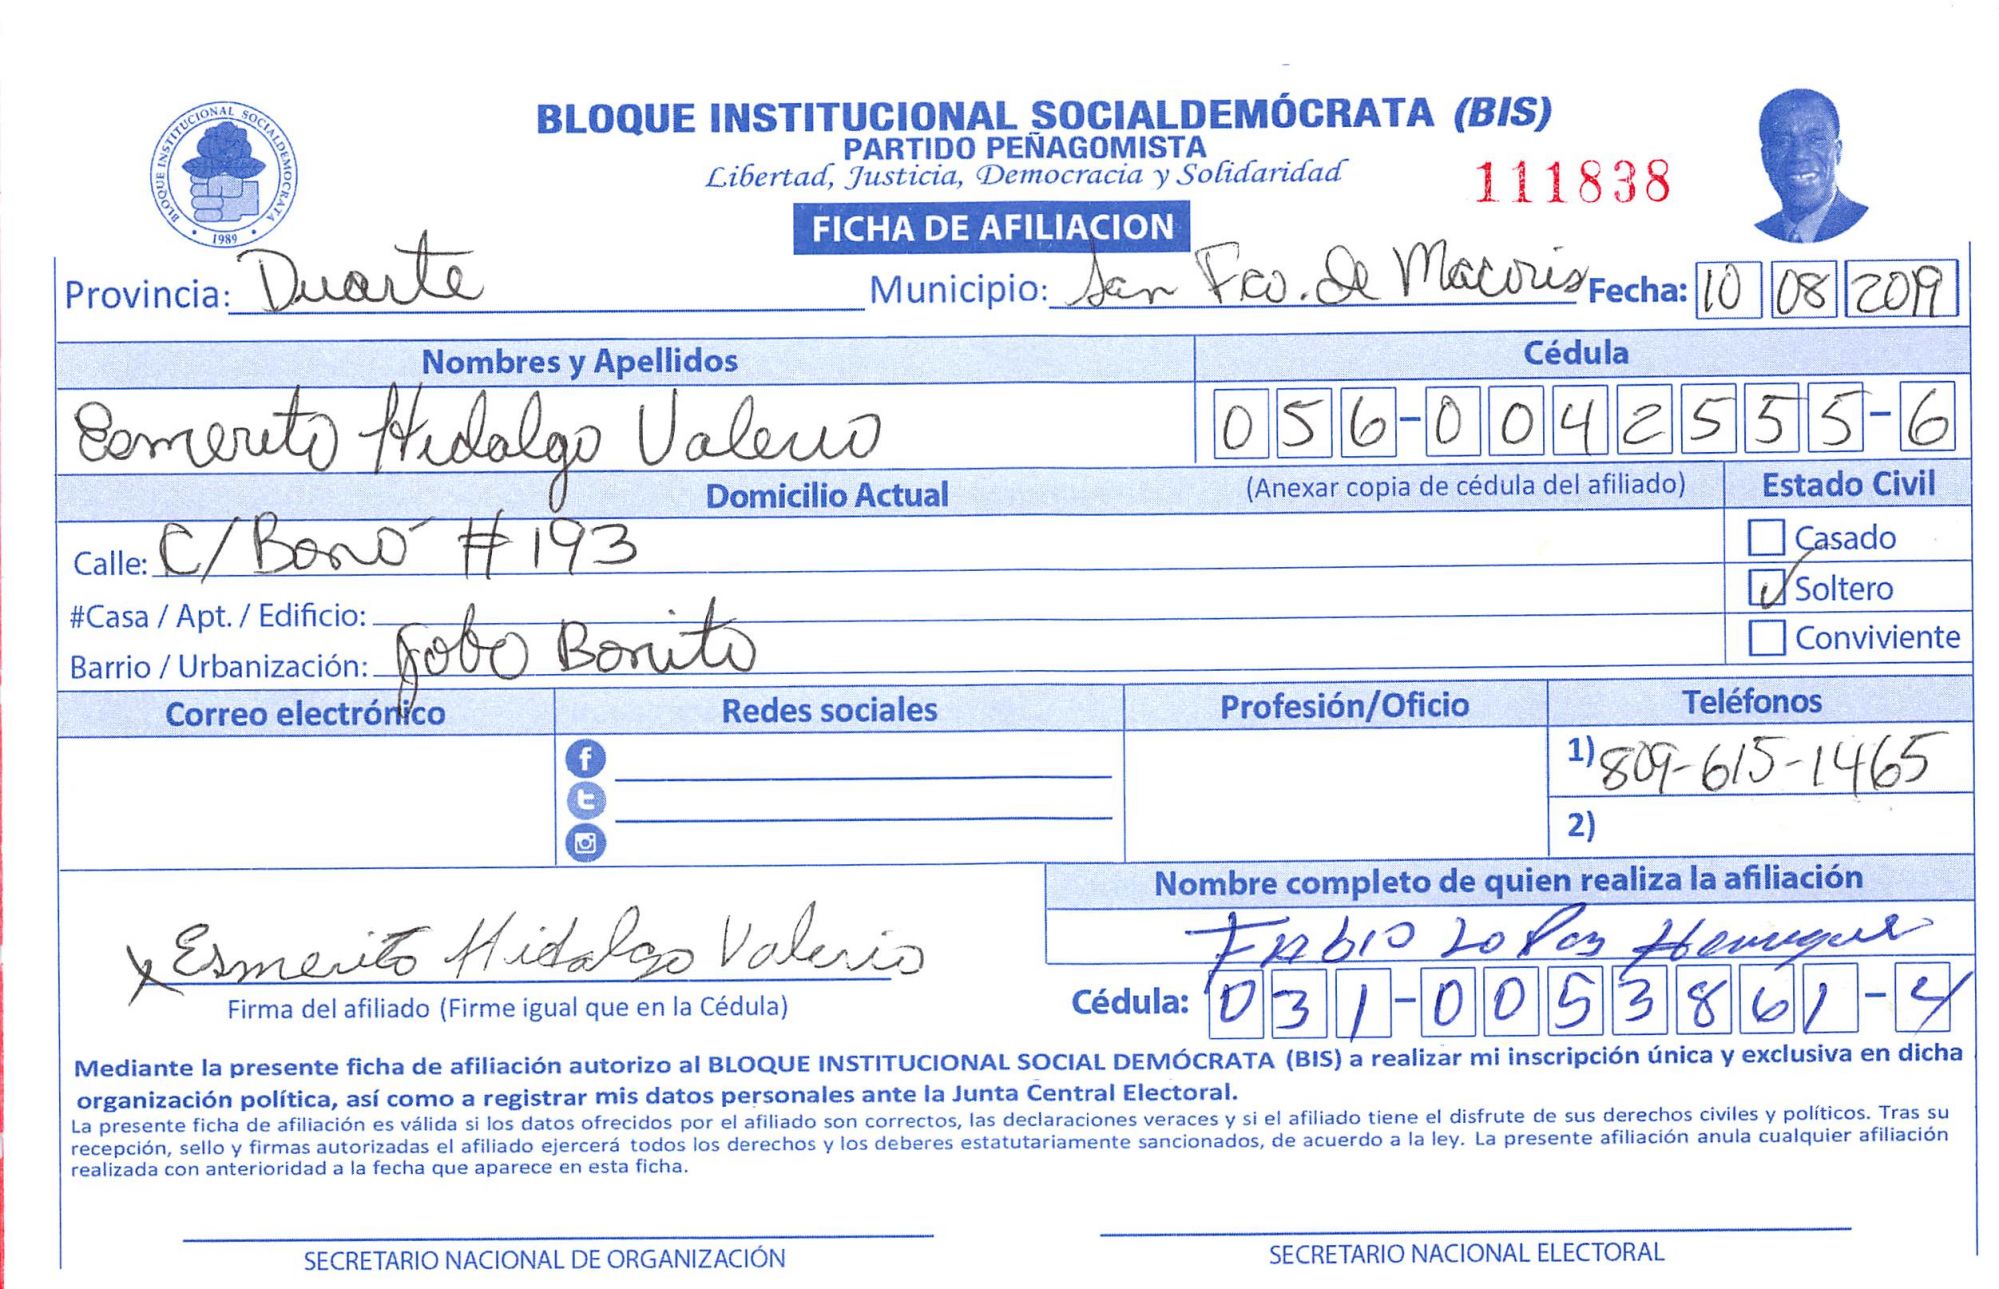 BLOQUE INSTITUCIONAL SOCIALDEMÓCRATA (BIS)
PARTIDO PEÑAGOMISTA
Libertad, Justicia, Democracia y Solidaridad
111838
BLOQUE INSTITUCIONAL SOCIALDEMOCRATA
• 1989 •
FICHA DE AFILIACION
Provincia: Duarte Municipio: San Fco. de Macoris Fecha: 10 08 2019
Nombres y Apellidos Cédula
Esmerito Hidalgo Valerio 056-0042555-6
Domicilio Actual (Anexar copia de cédula del afiliado) Estado Civil
Calle: C/Bonó #193 Casado
#Casa / Apt. / Edificio: Soltero
Barrio / Urbanización: Jobo Bonito Conviviente
Correo electrónico Redes sociales Profesión/Oficio Teléfonos
1) 809-615-1465
2)
Nombre completo de quien realiza la afiliación
Fabio Lopez
X Esmerito Hidalgo Valerio
Firma del afiliado (Firme igual que en la Cédula) Cédula: 031-0053861-4
Mediante la presente ficha de afiliación autorizo al BLOQUE INSTITUCIONAL SOCIAL DEMÓCRATA (BIS) a realizar mi inscripción única y exclusiva en dicha
organización política, así como a registrar mis datos personales ante la Junta Central Electoral.
La presente ficha de afiliación es válida si los datos ofrecidos por el afiliado son correctos, las declaraciones veraces y si el afiliado tiene el disfrute de sus derechos civiles y políticos. Tras su
recepción, sello y firmas autorizadas el afiliado ejercerá todos los derechos y los deberes estatutariamente sancionados, de acuerdo a la ley. La presente afiliación anula cualquier afiliación
realizada con anterioridad a la fecha que aparece en esta ficha.
SECRETARIO NACIONAL DE ORGANIZACIÓN SECRETARIO NACIONAL ELECTORAL